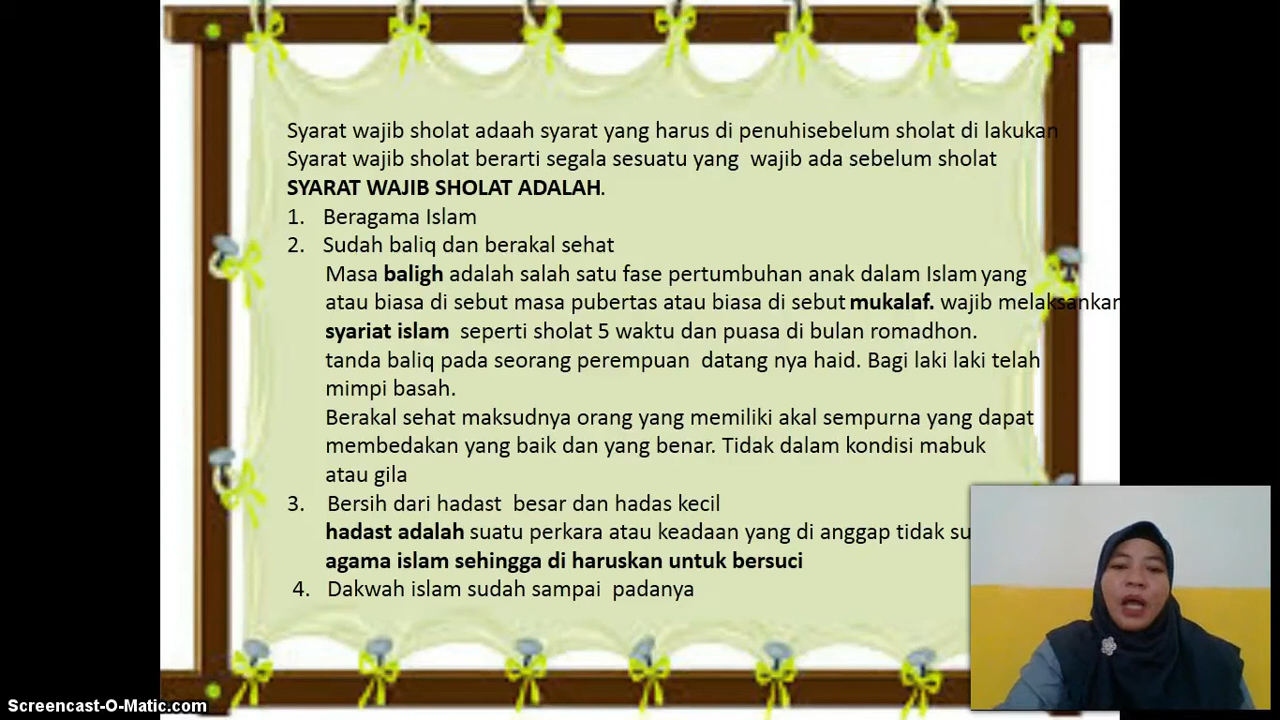 Syarat wajib sholat adaah syarat yang harus di penuhisebelum sholat di lakukan
Syarat wajib sholat berarti segala sesuatu yang wajib ada sebelum sholat
SYARAT WAJIB SHOLAT ADALAH.
1. Beragama Islam
2. Sudah baliq dan berakal sehat
Masa baligh adalah salah satu fase pertumbuhan anak dalam Islam yang
atau biasa di sebut masa pubertas atau biasa di sebut mukalaf. wajib melaksankan
syariat islam seperti sholat 5 waktu dan puasa di bulan romadhon.
tanda baliq pada seorang perempuan datang nya haid. Bagi laki laki telah
mimpi basah.
Berakal sehat maksudnya orang yang memiliki akal sempurna yang dapat
membedakan yang baik dan yang benar. Tidak dalam kondisi mabuk
atau gila
3. Bersih dari hadast besar dan hadas kecil
hadast adalah suatu perkara atau keadaan yang di anggap tidak
agama islam sehingga di haruskan untuk bersuci
4. Dakwah islam sudah sampai padanya
Screencast-O-Matic.com